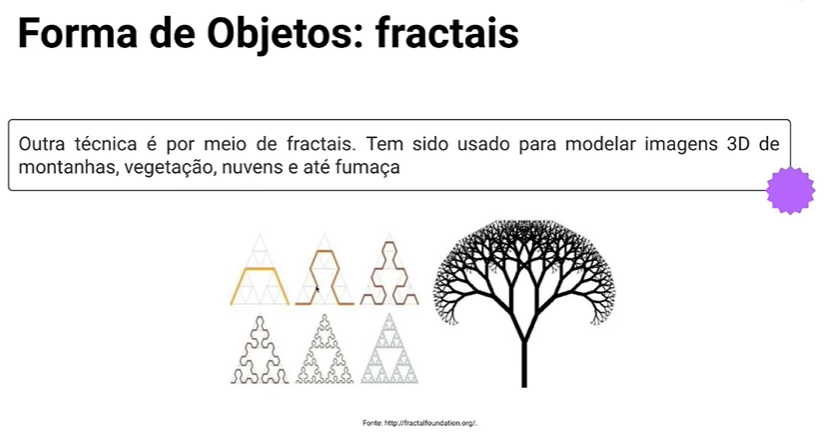 Forma de Objetos: fractais
Outra técnica é por meio de fractais. Tem sido usado para modelar imagens 3D de
montanhas, vegetação, nuvens e até fumaça
Fonte: http://fractalfoundation.org/.